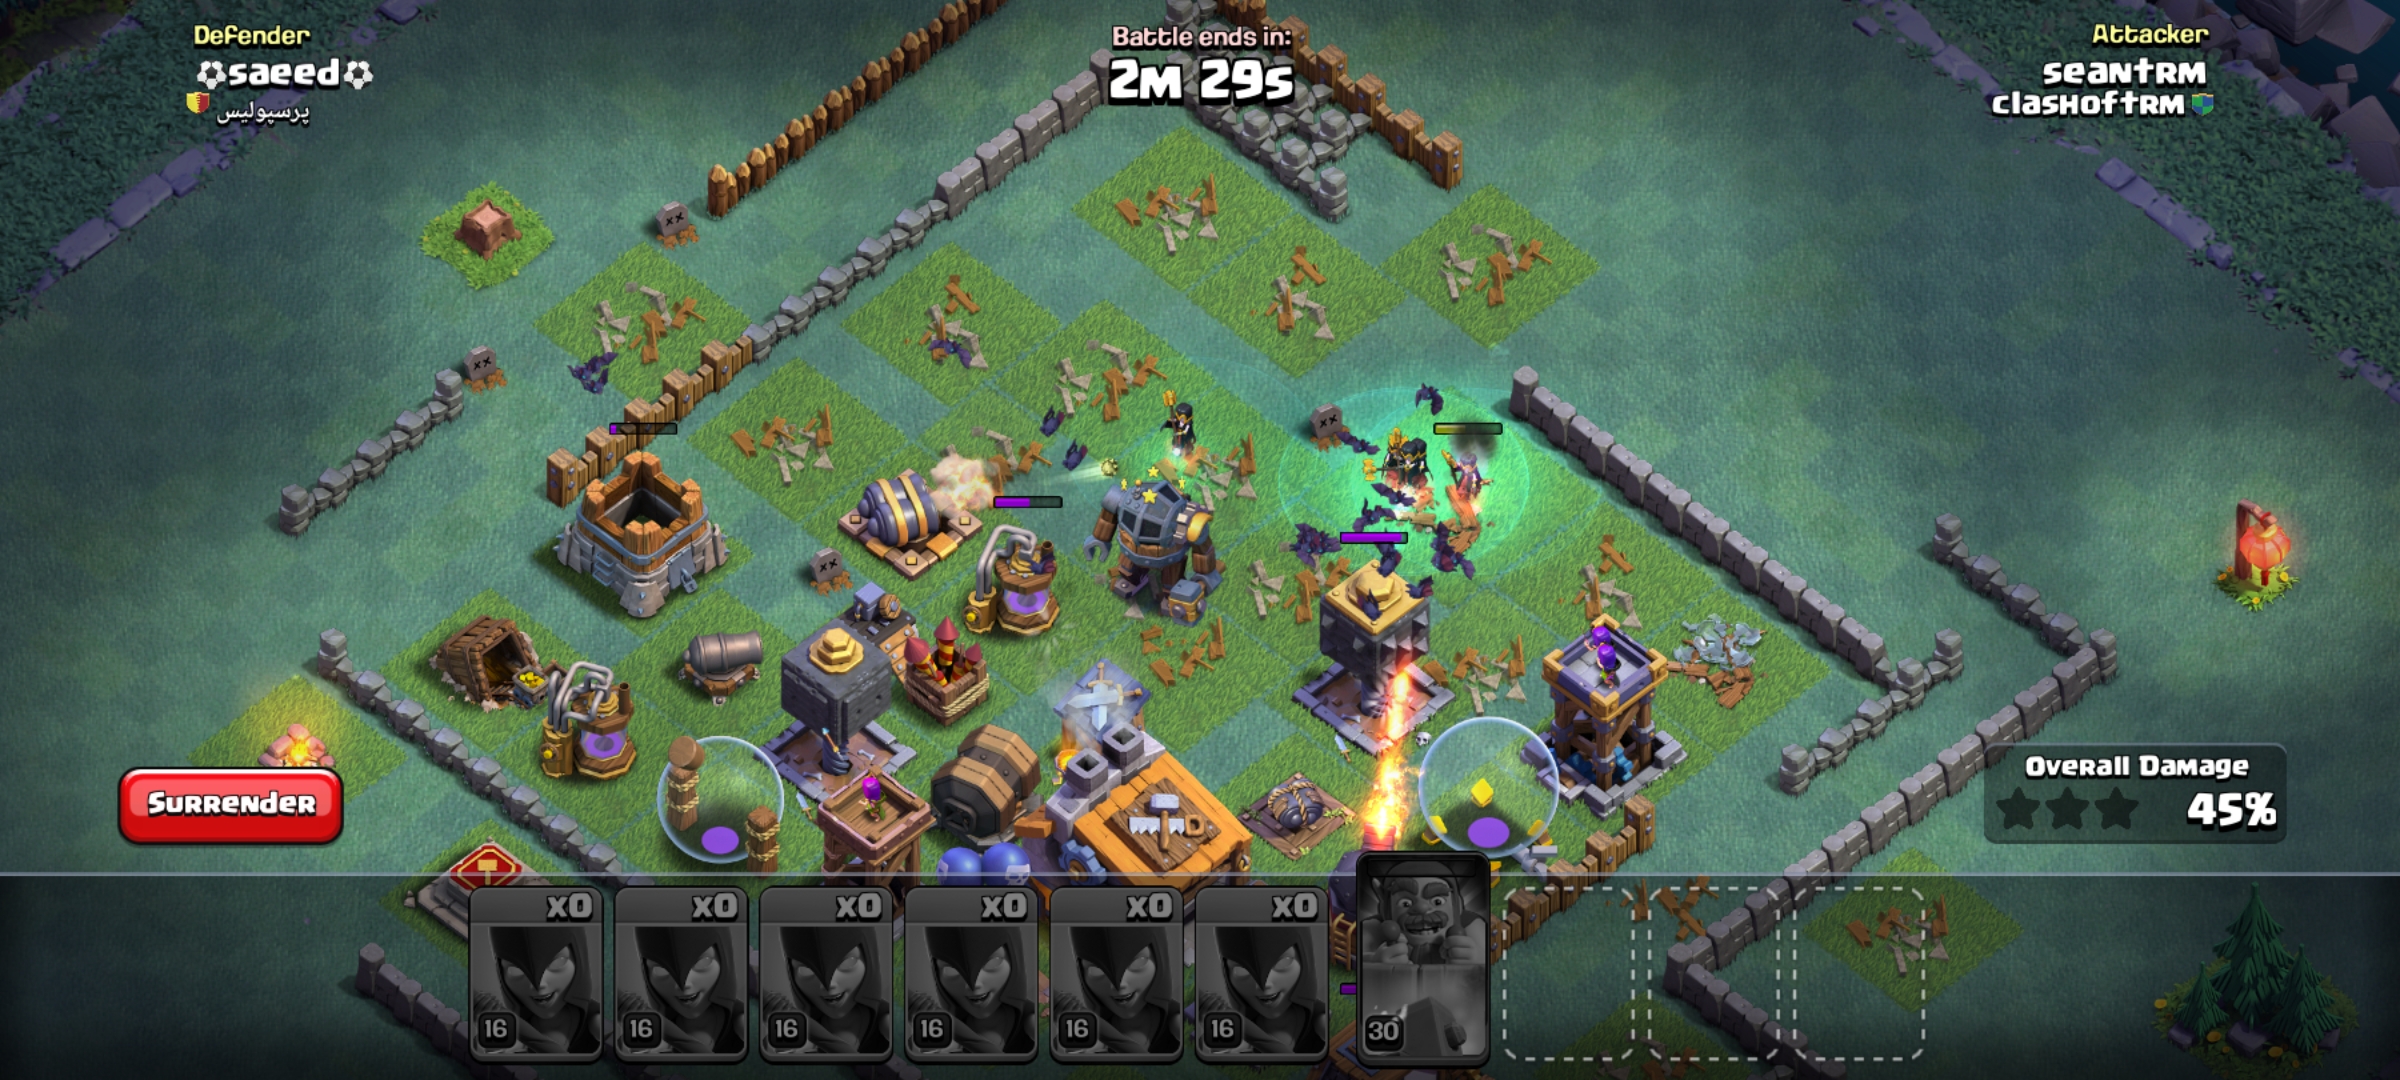 Defender
saeed
پرسپولیس
Battle ends in:
2M 29s
Attacker
seantRM
clashoftRM
Surrender
Overall Damage
45%
x0
x0
x0
x0
x0
x0
16
16
16
16
16
16
30